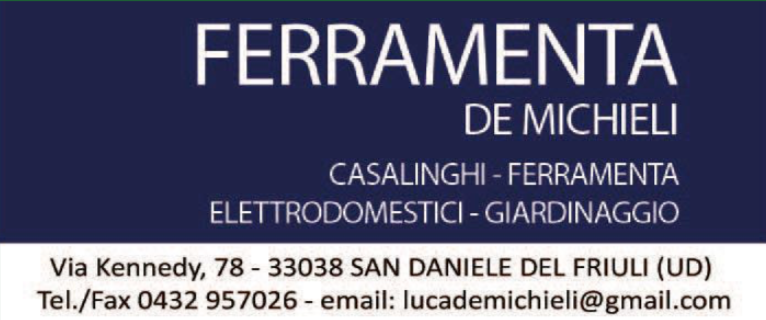 FERRAMENTA
DE MICHIELI
CASALINGHI - FERRAMENTA
ELETTRODOMESTICI - GIARDINAGGIO
Via Kennedy, 78 - 33038 SAN DANIELE DEL FRIULI (UD)
Tel./Fax 0432 957026 - email: lucademichieli@gmail.com